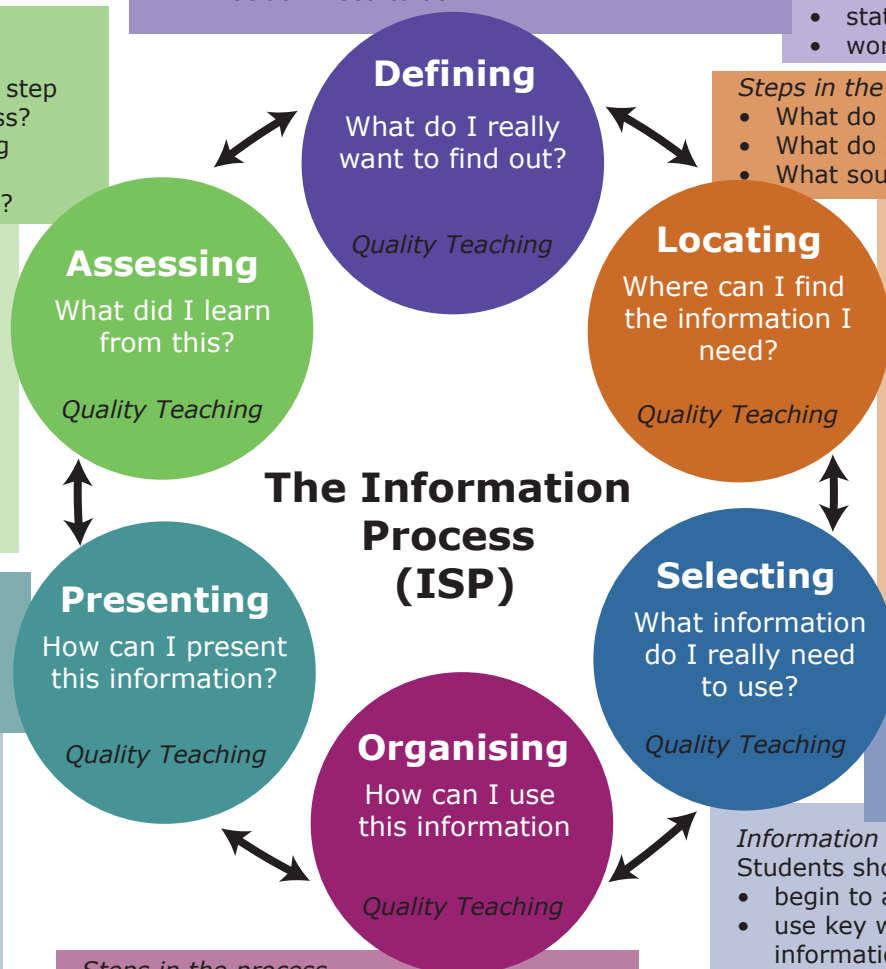 • stat
• wor
step
ss?
g
?
Steps in the
• What do
• What do
• What sou
Defining
What do I really
want to find out?
Quality Teaching
Locating
Where can I find
the information I
need?
Quality Teaching
Selecting
What information
do I really need
to use?
Quality Teaching
Organising
How can I use
this information
Quality Teaching
Presenting
How can I present
this information?
Quality Teaching
Assessing
What did I learn
from this?
Quality Teaching
The Information
Process
(ISP)
Information
Students sho
• begin to a
• use key w
informatio
Steps in the process